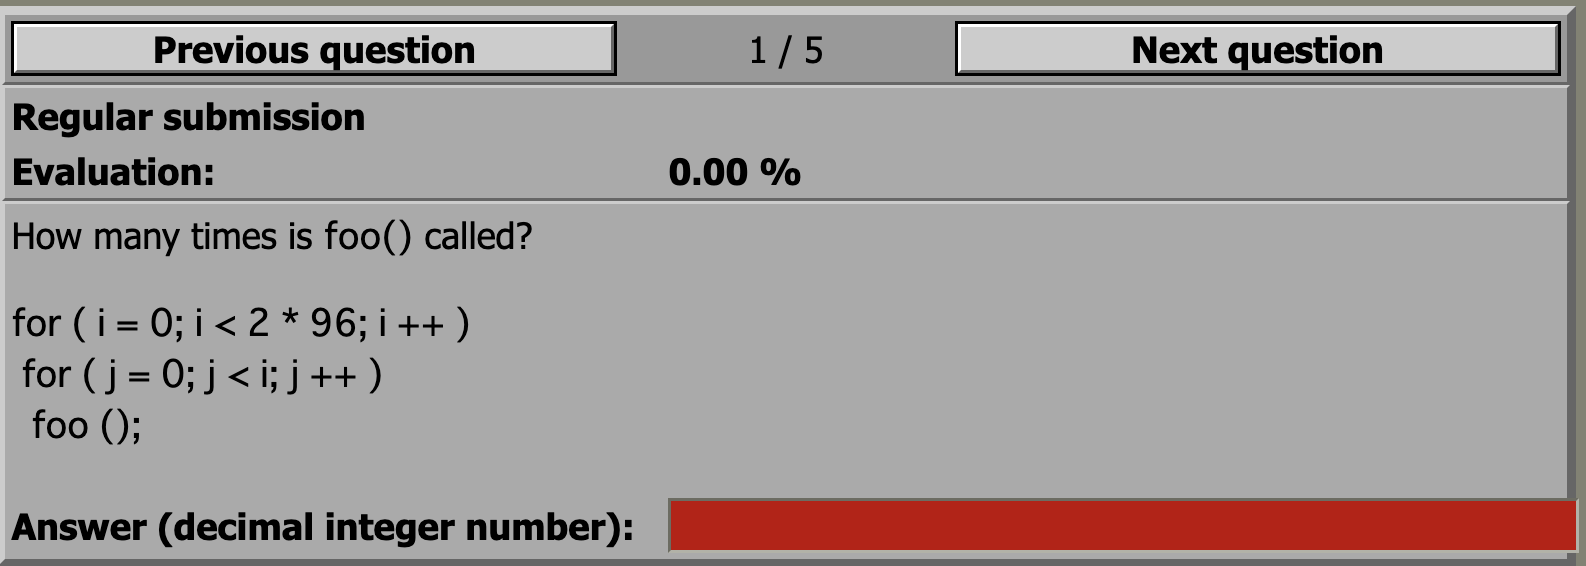 Previous question 1 / 5 Next question
Regular submission
Evaluation: 0.00 %
How many times is foo() called?
for ( i = 0; i < 2 * 96; i ++ )
for ( j = 0; j < i; j ++ )
foo ();
Answer (decimal integer number):